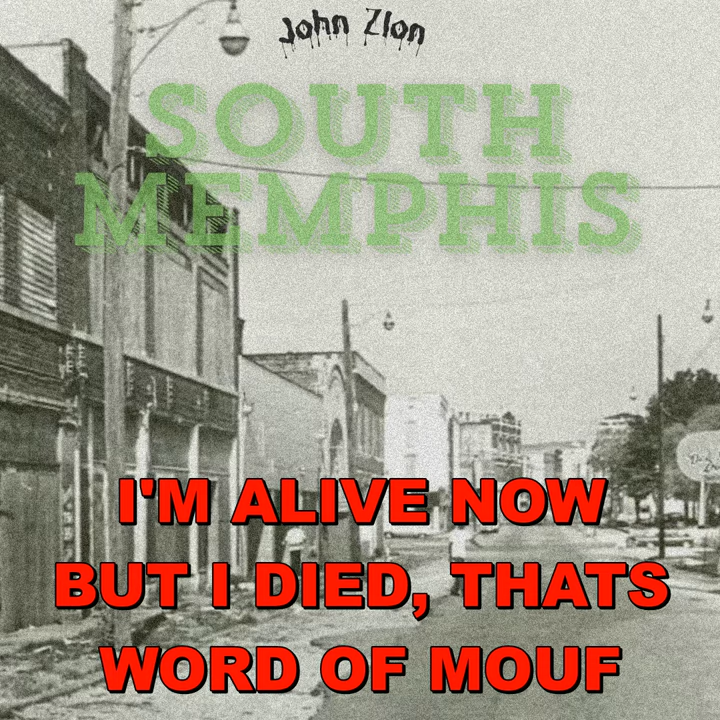 John Zion
SOUTH
MEMPHIS
I'M ALIVE NOW
BUT I DIED, THATS
WORD OF MOUF